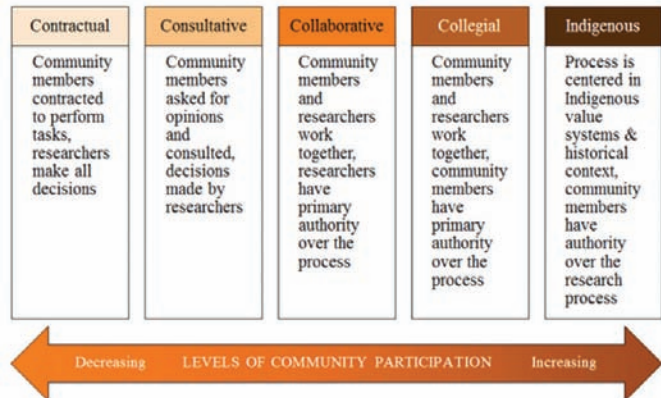 Contractual
Community
members
contracted
to perform
tasks,
researchers
make all
decisions
Consultative
Community
members
asked for
opinions
and
consulted,
decisions
made by
researchers
Collaborative
Community
members
and
researchers
work
together,
researchers
have
primary
authority
over the
process
Collegial
Community
members
and
researchers
work
together,
community
members
have
primary
authority
over the
process
Indigenous
Process is
centered in
Indigenous
value
systems &
historical
context,
community
members
have
authority
over the
research
process
Decreasing LEVELS OF COMMUNITY PARTICIPATION Increasing